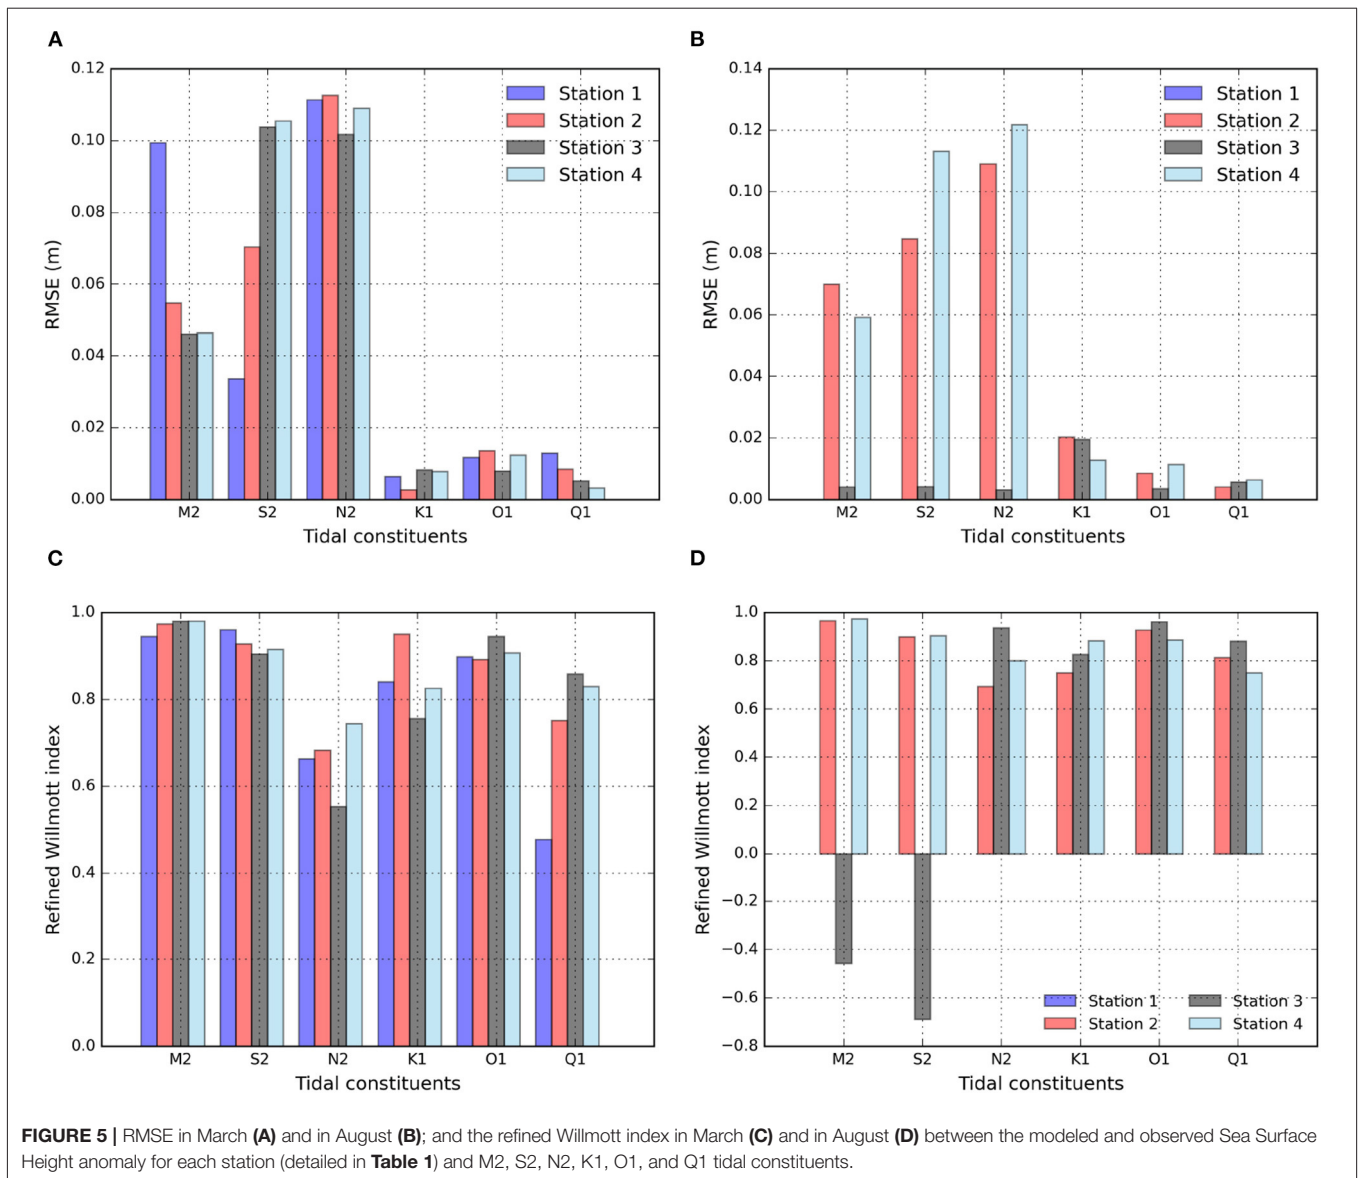 A
0.12
0.10
0.08
0.06
0.04
0.02
0.00
RMSE (m)
M2 S2 N2 K1 O1 Q1
Tidal constituents
Station 1
Station 2
Station 3
Station 4
B
0.14
0.12
0.10
0.08
0.06
0.04
0.02
0.00
RMSE (m)
M2 S2 N2 K1 O1 Q1
Tidal constituents
Station 1
Station 2
Station 3
Station 4
C
1.0
0.8
0.6
0.4
0.2
0.0
Refined Willmott index
M2 S2 N2 K1 O1 Q1
Tidal constituents
D
1.0
0.8
0.6
0.4
0.2
0.0
−0.2
−0.4
−0.6
−0.8
Refined Willmott index
M2 S2 N2 K1 O1 Q1
Tidal constituents
Station 1 Station 3
Station 2 Station 4
FIGURE 5 | RMSE in March (A) and in August (B); and the refined Willmott index in March (C) and in August (D) between the modeled and observed Sea Surface
Height anomaly for each station (detailed in Table 1) and M2, S2, N2, K1, O1, and Q1 tidal constituents.